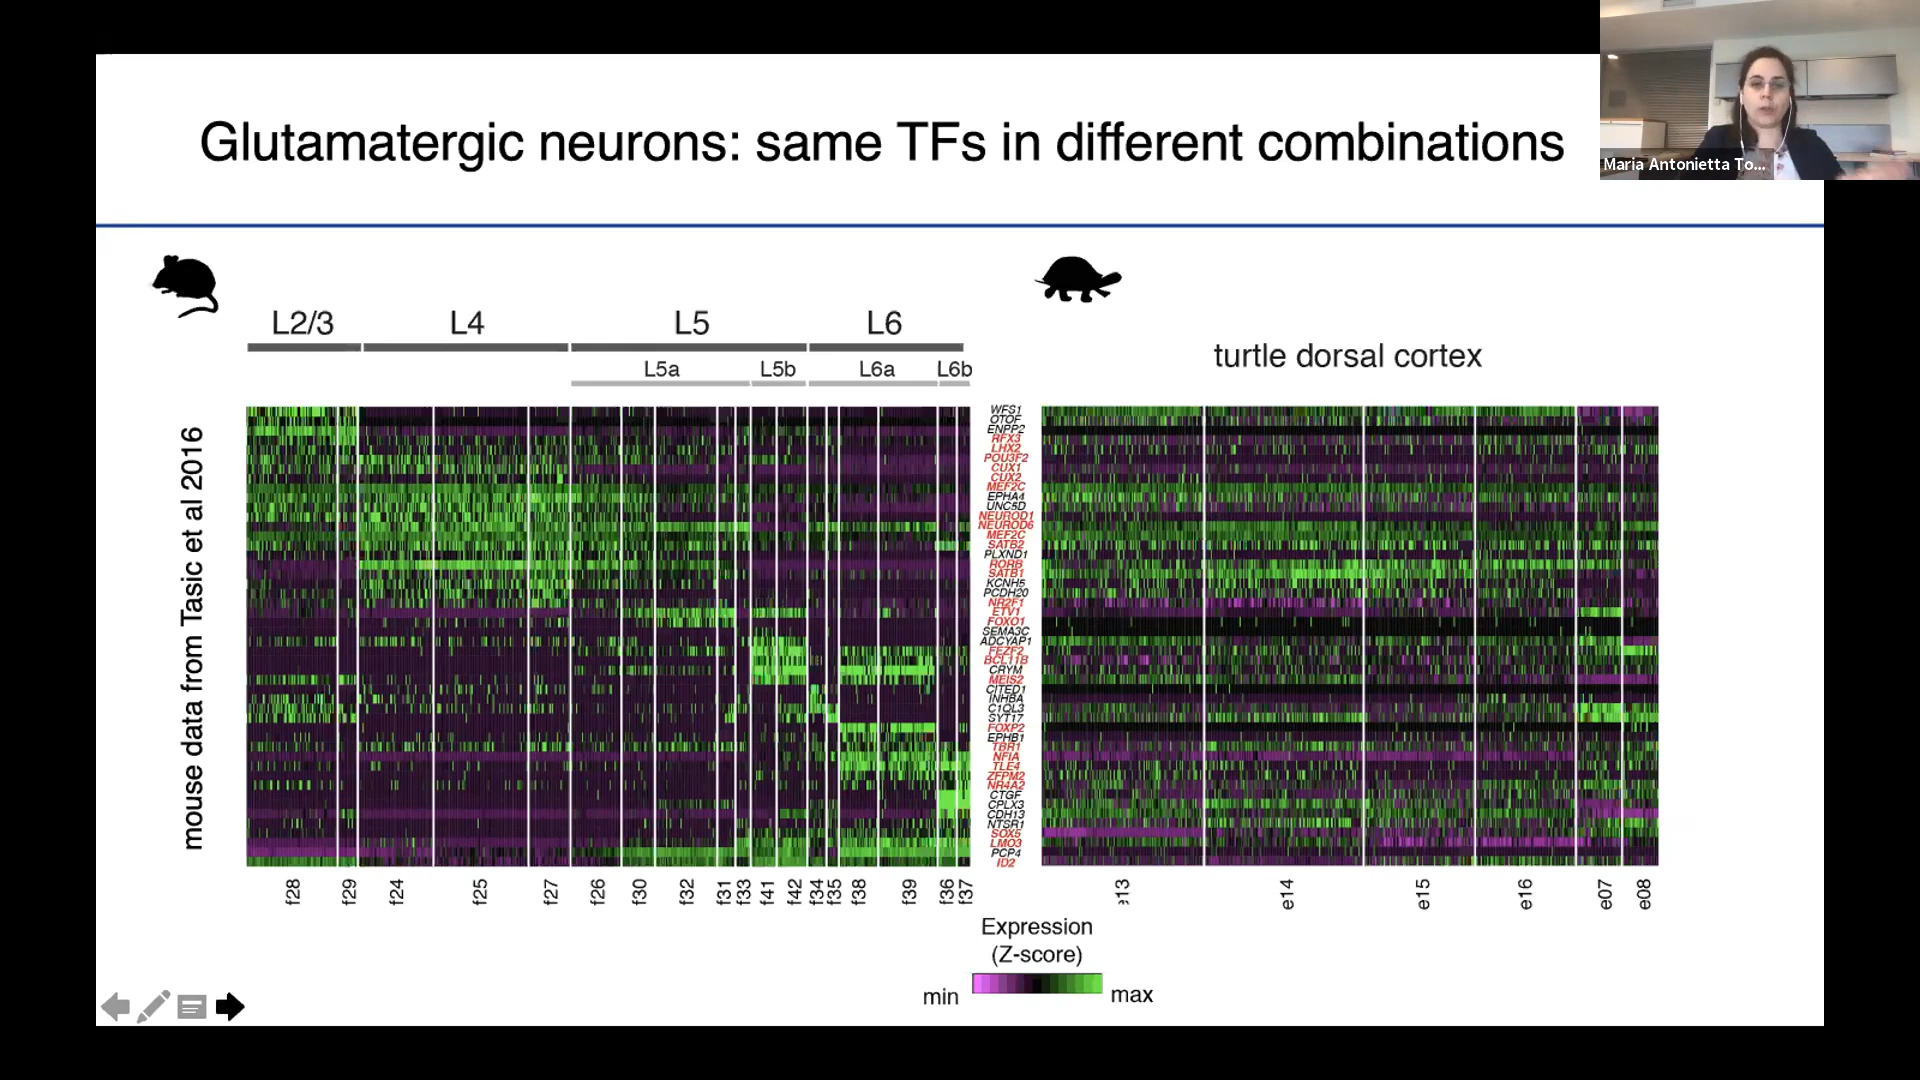 Glutamatergic neurons: same TFs in different combinations
Maria Antonietta To...
L2/3 L4 L5 L6
L5a L5b L6a L6b
turtle dorsal cortex
mouse data from Tasic et al 2016
WFS1
OTOF
ENPP2
RFX3
LHX2
POU3F2
CUX1
CUX2
MEF2C
EPHA4
UNC5D
NEUROD1
NEUROD6
MEF2C
SATB2
PLXND1
RORB
SATB1
KCNH5
PCDH20
NR2F1
ETV1
FOXO1
SEMA3C
ADCYAP1
FEZF2
BCL11B
CRYM
MEIS2
CITED1
INHBA
C1QL3
SYT17
FOXP2
EPHB1
TBR1
NFIA
TLE4
ZFPM2
NR4A2
CTGF
CPLX3
CDH13
NTSR1
SOX5
LMO3
PCP4
ID2
f28 f29 f24 f25 f27 f26 f30 f32 f31 f33 f41 f42 f34 f35 f38 f39 f36 f37
e13 e14 e15 e16 e07 e08
Expression
(Z-score)
min max